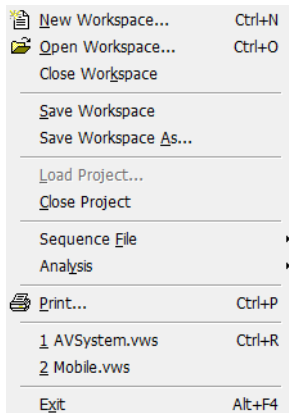 New Workspace... Ctrl+N
Open Workspace... Ctrl+O
Close Workspace
Save Workspace
Save Workspace As...
Load Project...
Close Project
Sequence File
Analysis
Print... Ctrl+P
1 AVSystem.vws Ctrl+R
2 Mobile.vws
Exit Alt+F4